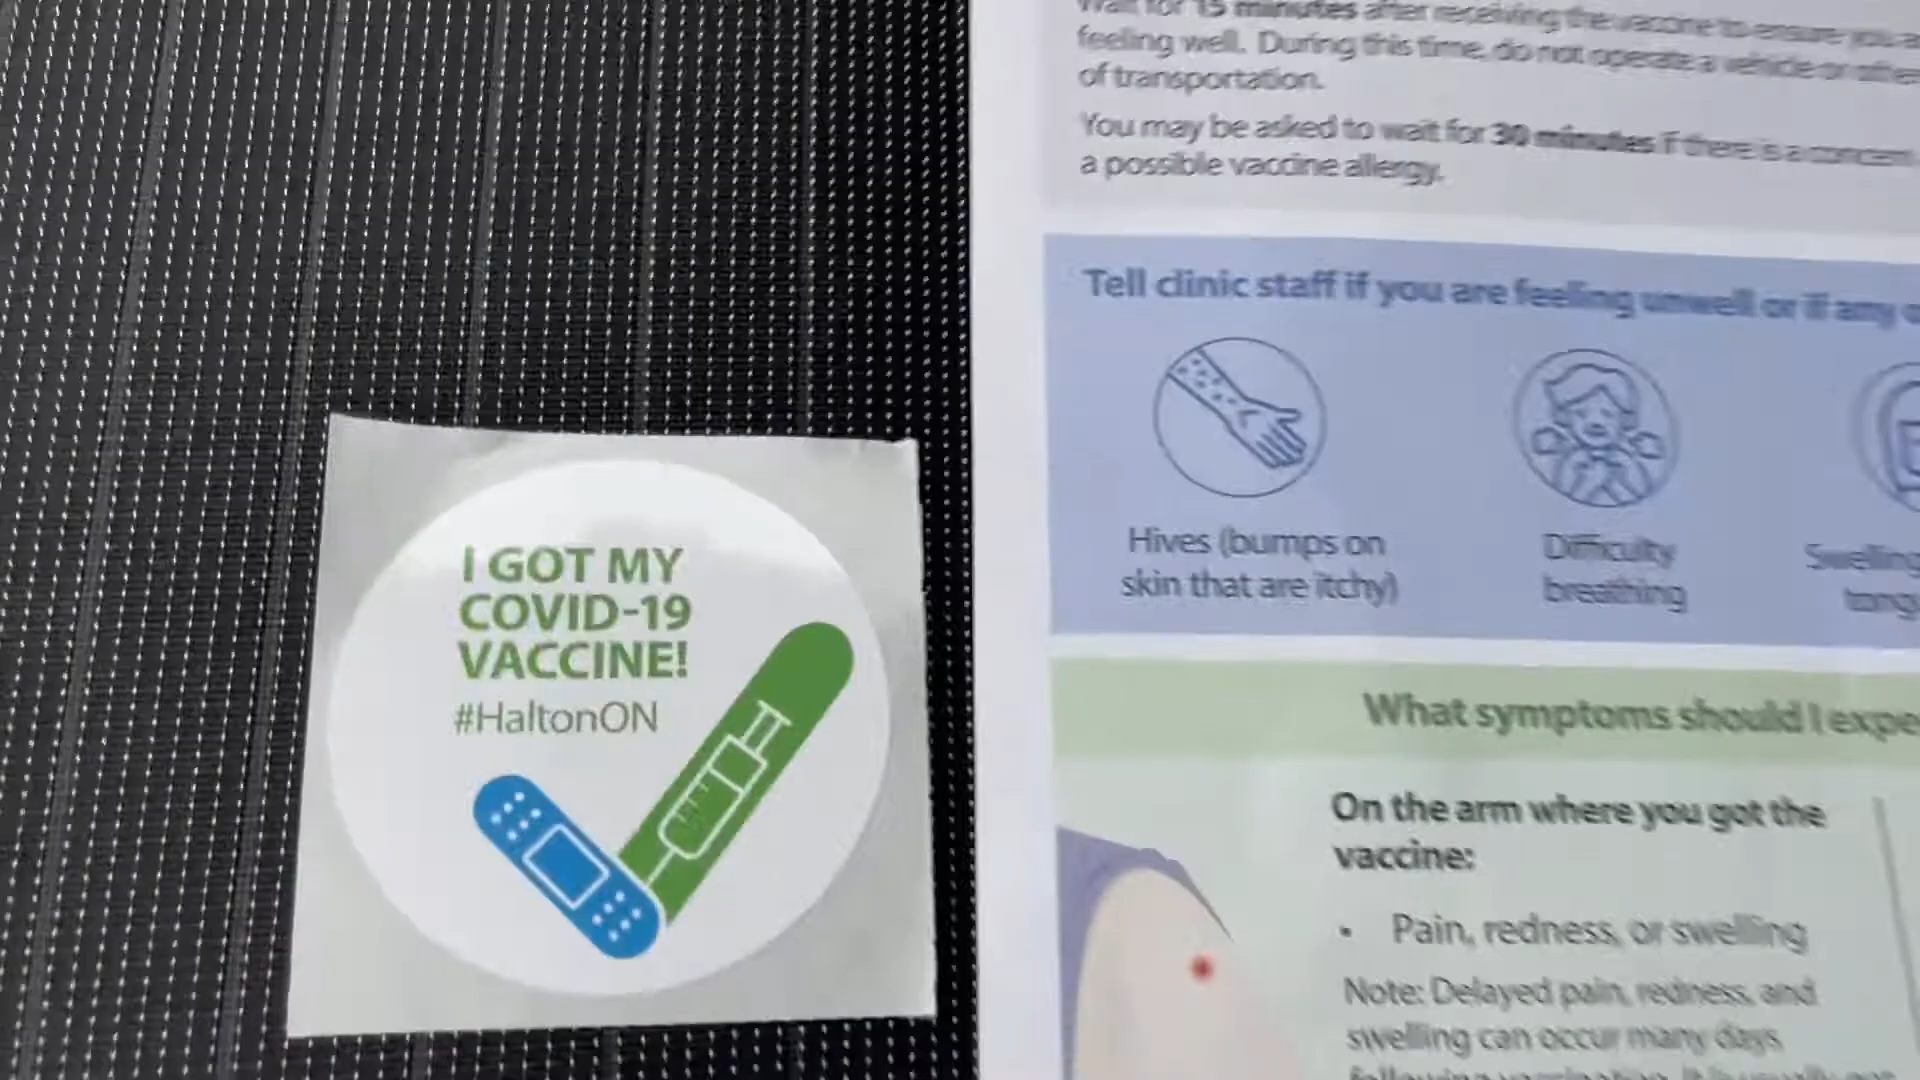 I GOT MY
COVID-19
VACCINE!
#HaltonON
Wait for 15 minutes after receiving the vaccine to ensure you
feeling well. During this time, do not operate a vehicle or other
of transportation.
You may be asked to wait for 30 minutes if there is a concern
a possible vaccine allergy.
Tell clinic staff if you are feeling unwell or if any
Hives (bumps on
skin that are itchy)
Difficulty
breathing
Swelling
What symptoms should I
On the arm where you got the
vaccine:
• Pain, redness, or swelling
Note: Delayed pain, redness, and
swelling can occur many days